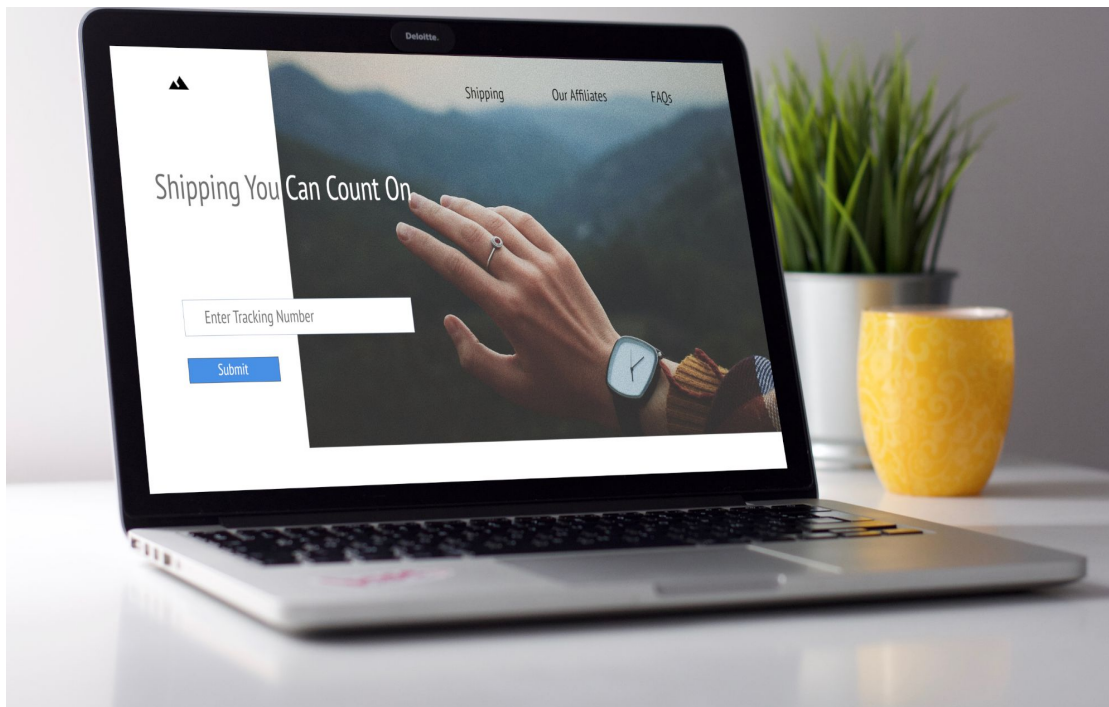 Deloitte.
Shipping Our Affiliates FAQs
Shipping You Can Count On
Enter Tracking Number
Submit